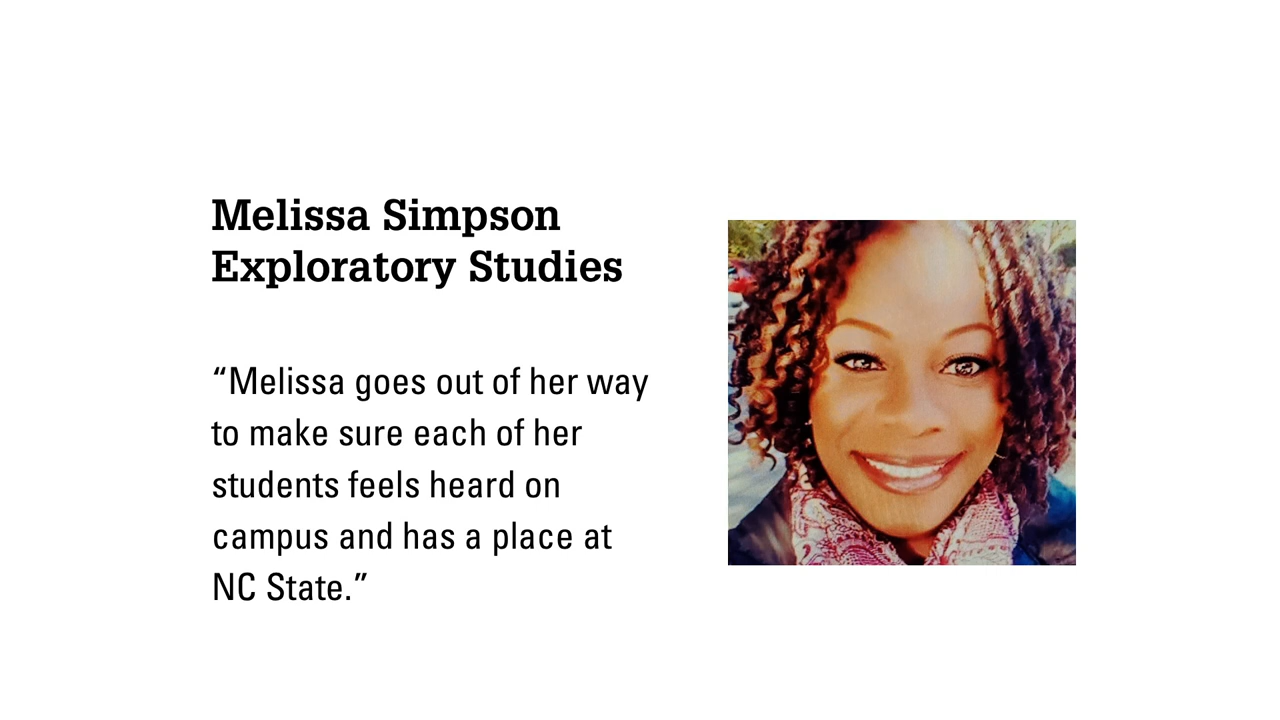 Melissa Simpson
Exploratory Studies
“Melissa goes out of her way
to make sure each of her
students feels heard on
campus and has a place at
NC State.”